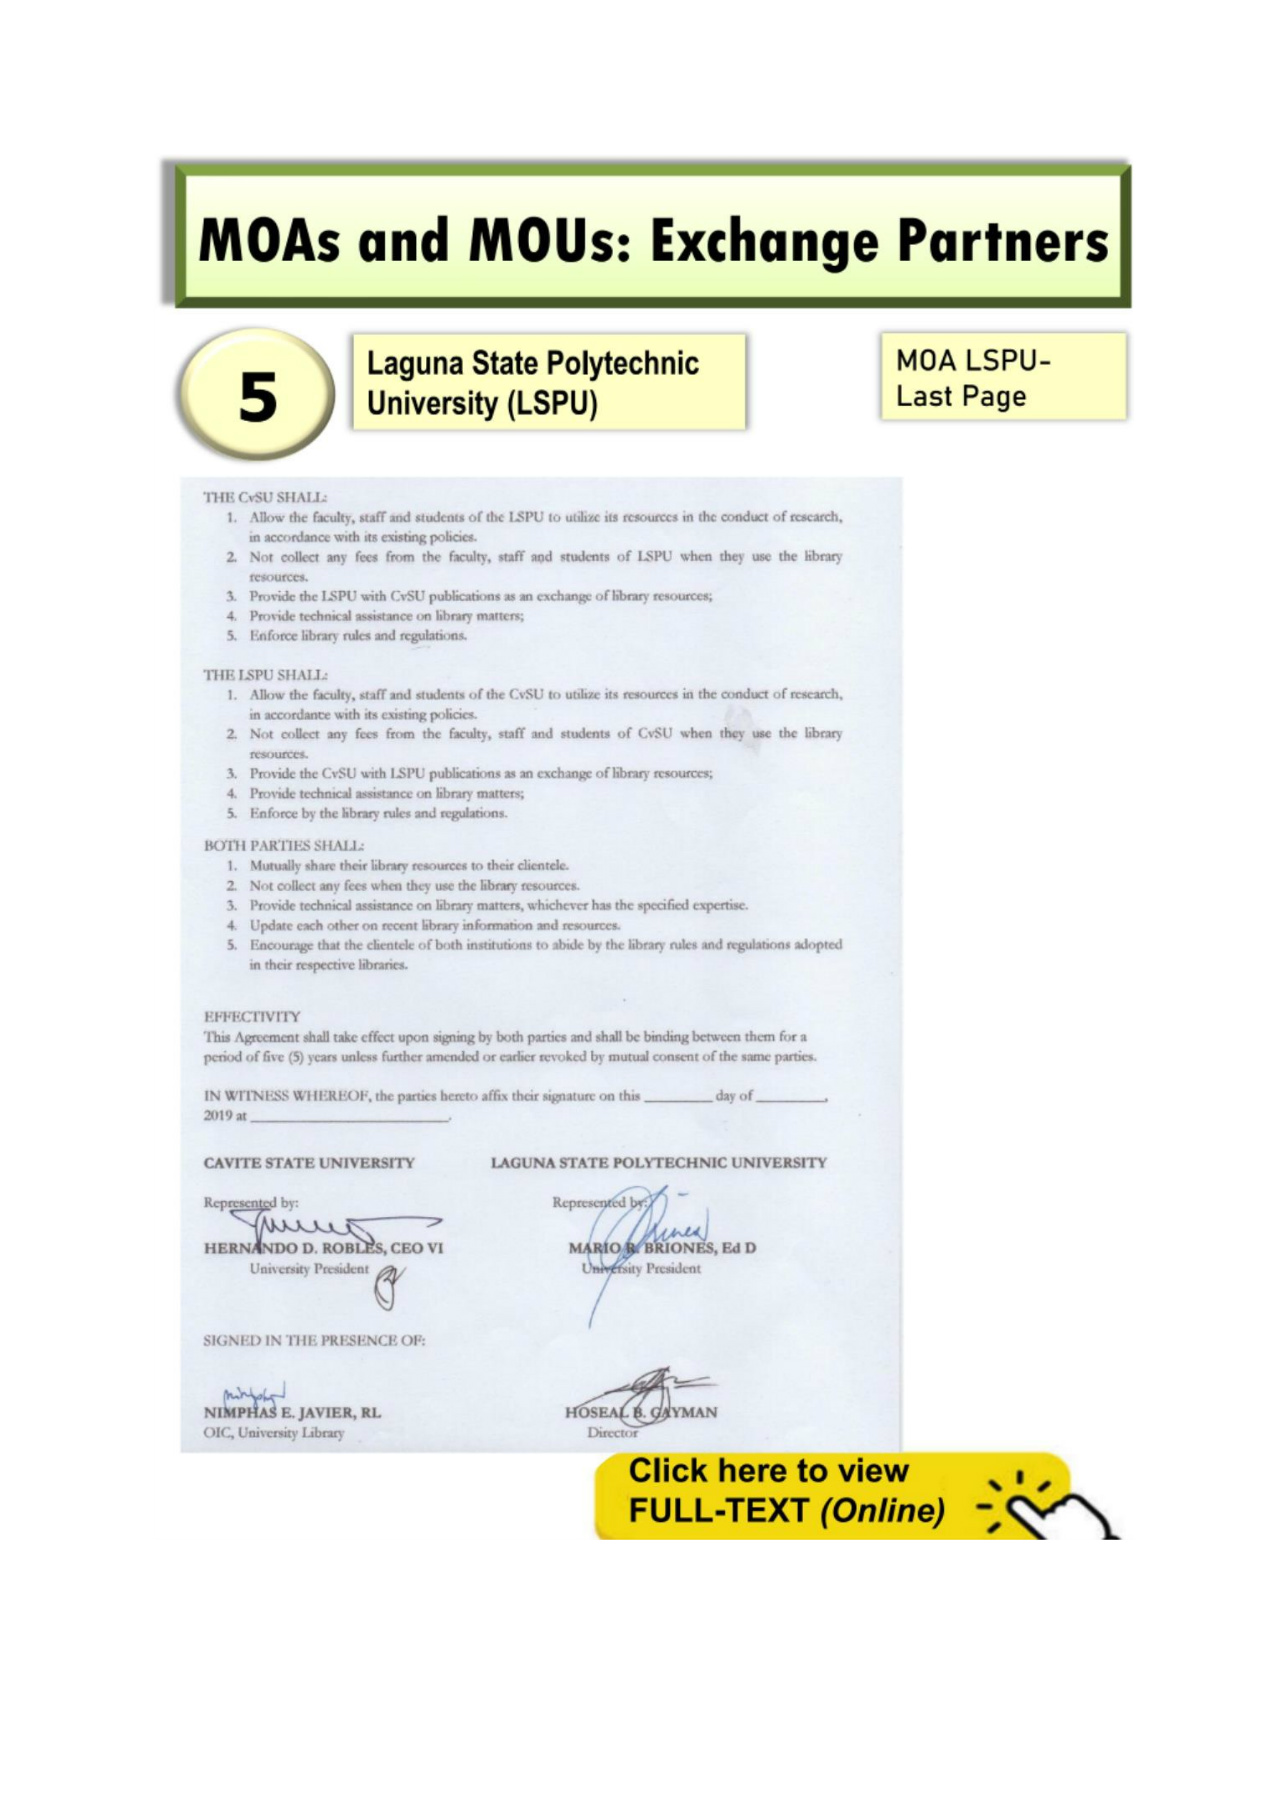 MOAs and MOUs: Exchange Partners
5
Laguna State Polytechnic
University (LSPU)
MOA LSPU-
Last Page
THE CvSU SHALL:
1. Allow the faculty, staff and students of the LSPU to utilize its resources in the conduct of research,
in accordance with its existing policies.
2. Not collect any fees from the faculty, staff and students of LSPU when they use the library
resources.
3. Provide the LSPU with CvSU publications as an exchange of library resources;
4. Provide technical assistance on library matters;
5. Enforce library rules and regulations.
THE LSPU SHALL:
1. Allow the faculty, staff and students of the CvSU to utilize its resources in the conduct of research,
in accordance with its existing policies.
2. Not collect any fees from the faculty, staff and students of CvSU when they use the library
resources.
3. Provide the CvSU with LSPU publications as an exchange of library resources;
4. Provide technical assistance on library matters;
5. Enforce by the library rules and regulations.
BOTH PARTIES SHALL:
1. Mutually share their library resources to their clientele.
2. Not collect any fees when they use the library resources.
3. Provide technical assistance on library matters, whichever has the specified expertise.
4. Update each other on recent library information and resources.
5. Encourage that the clientele of both institutions to abide by the library rules and regulations adopted
in their respective libraries.
EFFECTIVITY
This Agreement shall take effect upon signing by both parties and shall be binding between them for a
period of five (5) years unless further amended or earlier revoked by mutual consent of the same parties.
IN WITNESS WHEREOF, the parties hereto affix their signature on this ________ day of ________,
2019 at ________________________.
CAVITE STATE UNIVERSITY LAGUNA STATE POLYTECHNIC UNIVERSITY
Represented by: Represented by:
HERNANDO D. ROBLES, CEO VI MARIO R. BRIONES, Ed D
University President University President
SIGNED IN THE PRESENCE OF:
NIMPHAS E. JAVIER, RL HOSEAL B. GAYMAN
OIC, University Library Director
Click here to view
FULL-TEXT (Online)